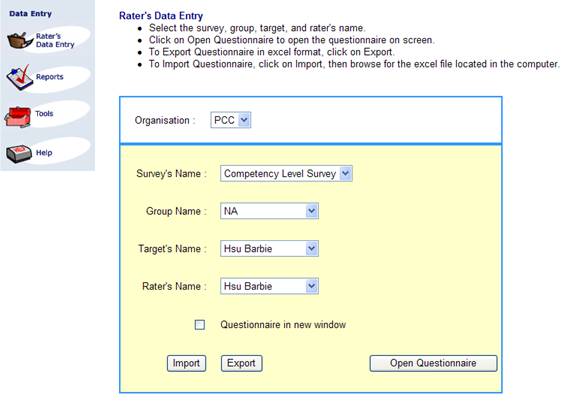 Data Entry
Rater's
Data Entry
Reports
Tools
Help
Rater's Data Entry
• Select the survey, group, target, and rater's name.
• Click on Open Questionnaire to open the questionnaire on screen.
• To Export Questionnaire in excel format, click on Export.
• To Import Questionnaire, click on Import, then browse for the excel file located in the computer.
Organisation : PCC
Survey's Name : Competency Level Survey
Group Name : NA
Target's Name : Hsu Barbie
Rater's Name : Hsu Barbie
Questionnaire in new window
Import Export Open Questionnaire